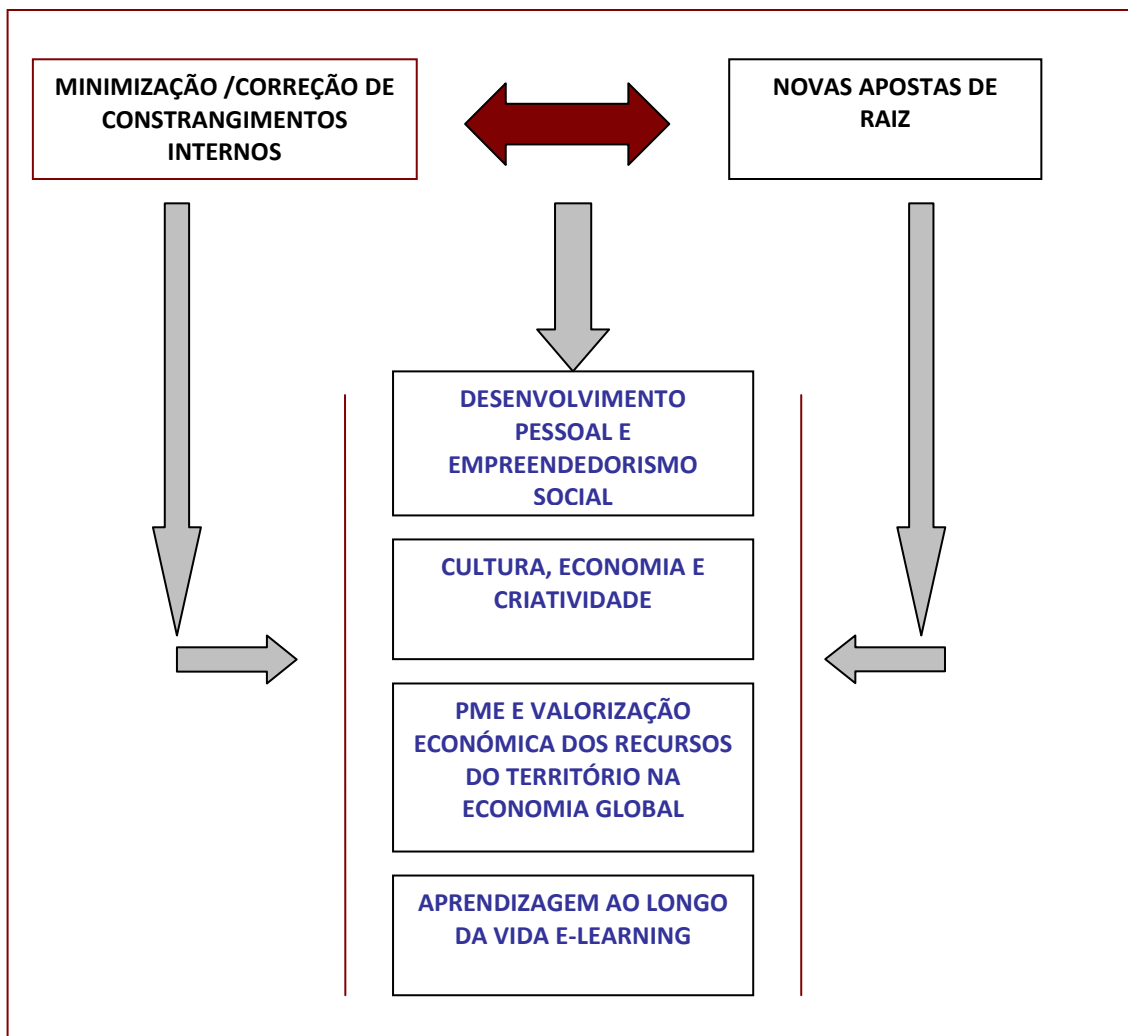 MINIMIZAÇÃO /CORREÇÃO DE
CONSTRANGIMENTOS
INTERNOS
NOVAS APOSTAS DE
RAIZ
DESENVOLVIMENTO
PESSOAL E
EMPREENDEDORISMO
SOCIAL
CULTURA, ECONOMIA E
CRIATIVIDADE
PME E VALORIZAÇÃO
ECONÓMICA DOS RECURSOS
DO TERRITÓRIO NA
ECONOMIA GLOBAL
APRENDIZAGEM AO LONGO
DA VIDA E-LEARNING